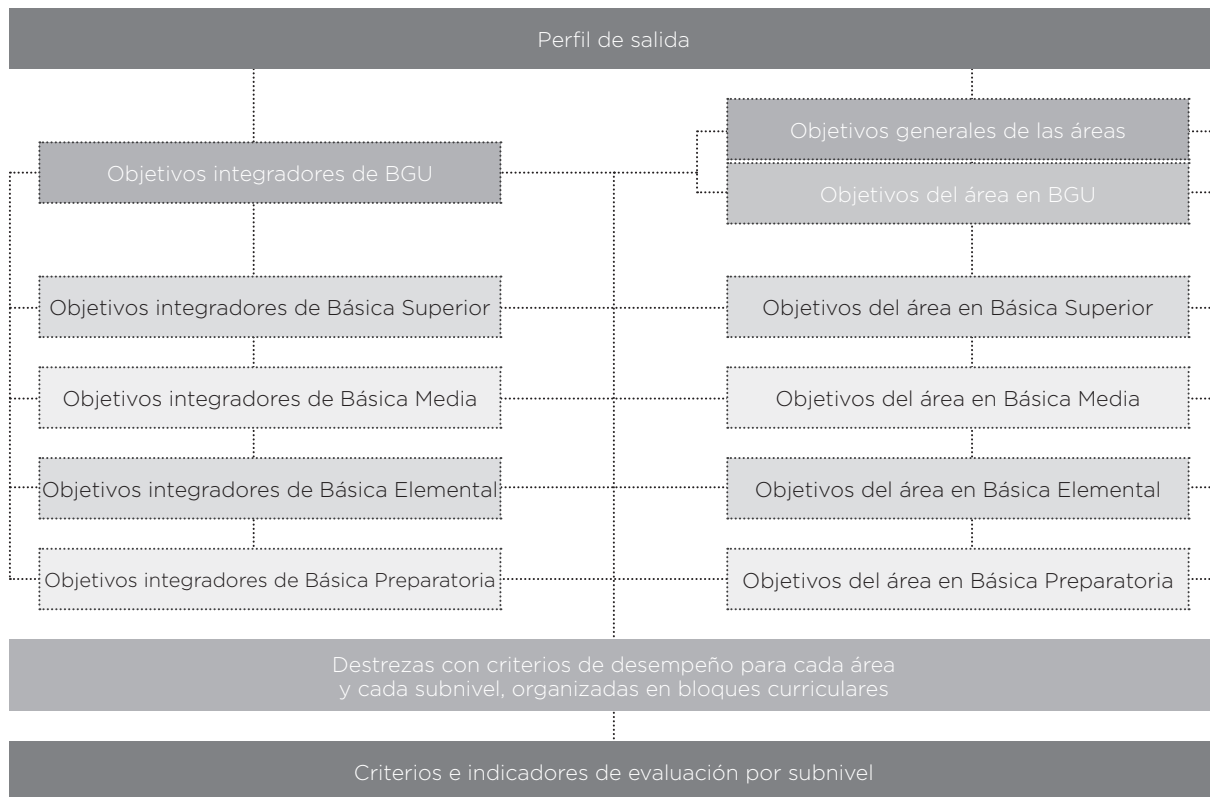 Perfil de salida
Objetivos generales de las áreas
Objetivos integradores de BGU
Objetivos del área en BGU
Objetivos integradores de Básica Superior
Objetivos del área en Básica Superior
Objetivos integradores de Básica Media
Objetivos del área en Básica Media
Objetivos integradores de Básica Elemental
Objetivos del área en Básica Elemental
Objetivos integradores de Básica Preparatoria
Objetivos del área en Básica Preparatoria
Destrezas con criterios de desempeño para cada área
y cada subnivel, organizadas en bloques curriculares
Criterios e indicadores de evaluación por subnivel